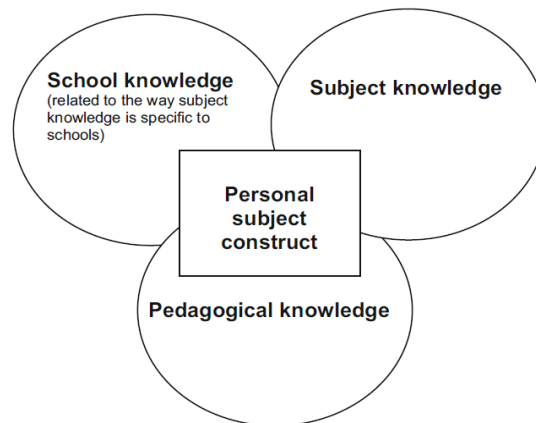 School knowledge
(related to the way subject
knowledge is specific to
schools)
Subject knowledge
Personal
subject
construct
Pedagogical knowledge